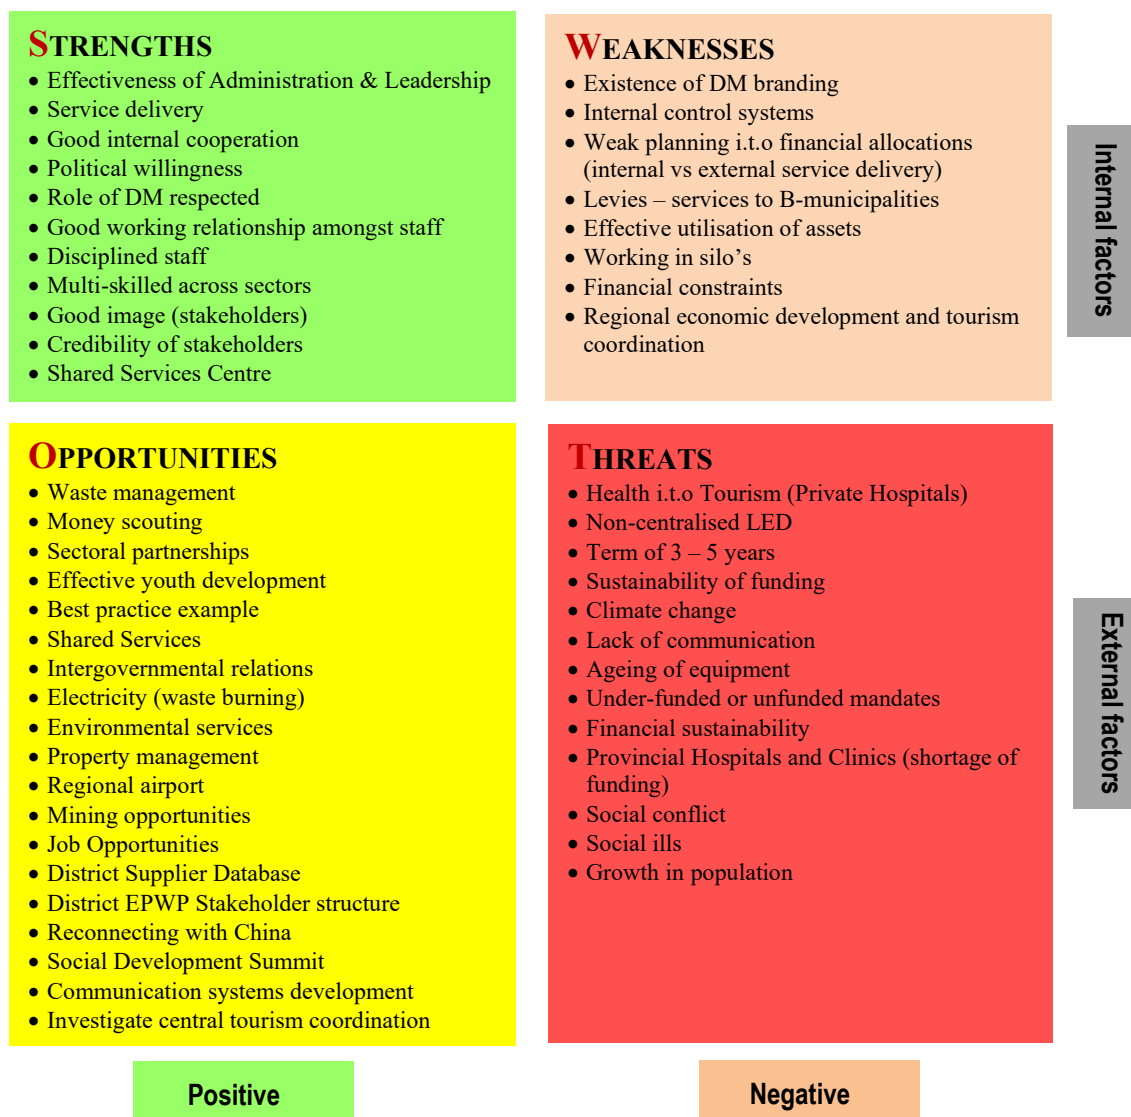 STRENGTHS
• Effectiveness of Administration & Leadership
• Service delivery
• Good internal cooperation
• Political willingness
• Role of DM respected
• Good working relationship amongst staff
• Disciplined staff
• Multi-skilled across sectors
• Good image (stakeholders)
• Credibility of stakeholders
• Shared Services Centre
WEAKNESSES
• Existence of DM branding
• Internal control systems
• Weak planning i.t.o financial allocations
(internal vs external service delivery)
• Levies – services to B-municipalities
• Effective utilisation of assets
• Working in silo’s
• Financial constraints
• Regional economic development and tourism
coordination
Internal factors
OPPORTUNITIES
• Waste management
• Money scouting
• Sectoral partnerships
• Effective youth development
• Best practice example
• Shared Services
• Intergovernmental relations
• Electricity (waste burning)
• Environmental services
• Property management
• Regional airport
• Mining opportunities
• Job Opportunities
• District Supplier Database
• District EPWP Stakeholder structure
• Reconnecting with China
• Social Development Summit
• Communication systems development
• Investigate central tourism coordination
THREATS
• Health i.t.o Tourism (Private Hospitals)
• Non-centralised LED
• Term of 3 – 5 years
• Sustainability of funding
• Climate change
• Lack of communication
• Ageing of equipment
• Under-funded or unfunded mandates
• Financial sustainability
• Provincial Hospitals and Clinics (shortage of
funding)
• Social conflict
• Social ills
• Growth in population
External factors
Positive
Negative